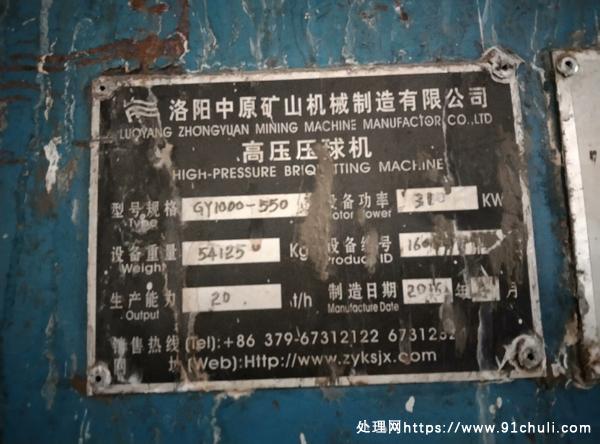 洛阳中原矿山机械制造有限公司
LUOYANG ZHONGYUAN MINING MACHINE MANUFACTOR CO.,LTD
高压压球机
HIGH-PRESSURE BRIQUETTING MACHINE
型号规格 GY1000-550 设备功率 KW
Type Motor Power
设备重量 54125 Kg 设备编号
Weight Product ID
生产能力 20 t/h 制造日期 年 月
Output Manufacture Date
销售热线 (Tel):+86 379-67312122
网 址 (Web):Http://www.zyksjx.com
处理网https://www.91chuli.com/